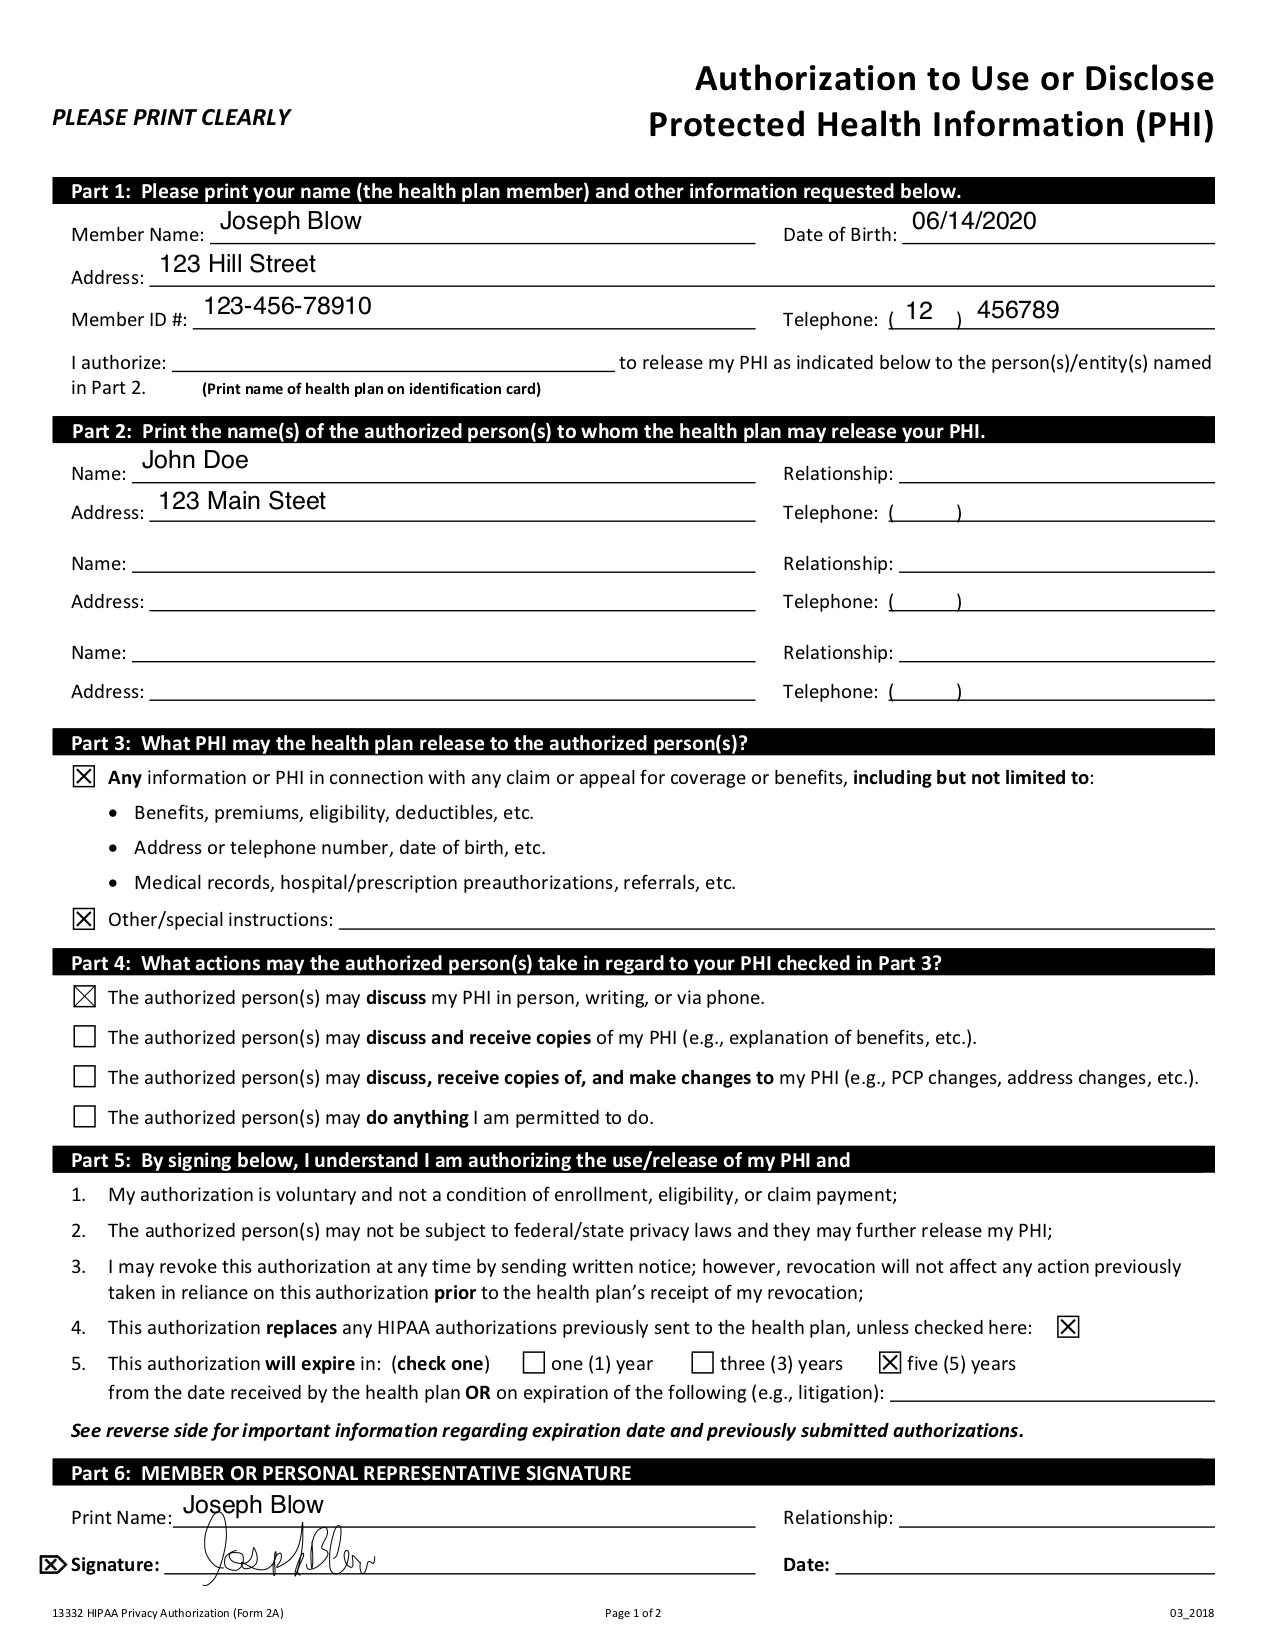 Authorization to Use or Disclose
PLEASE PRINT CLEARLY
Protected Health Information (PHI)
Part 1: Please print your name (the health plan member) and other information requested below.
Member Name: Joseph Blow Date of Birth: 06/14/2020
Address: 123 Hill Street
Member ID #: 123-456-78910 Telephone: ( 12 ) 456789
I authorize: to release my PHI as indicated below to the person(s)/entity(s) named
in Part 2. (Print name of health plan on identification card)
Part 2: Print the name(s) of the authorized person(s) to whom the health plan may release your PHI.
Name: John Doe Relationship:
Address: 123 Main Steet Telephone: ( )
Name: Relationship:
Address: Telephone: ( )
Name: Relationship:
Address: Telephone: ( )
Part 3: What PHI may the health plan release to the authorized person(s)?
☒ Any information or PHI in connection with any claim or appeal for coverage or benefits, including but not limited to:
• Benefits, premiums, eligibility, deductibles, etc.
• Address or telephone number, date of birth, etc.
• Medical records, hospital/prescription preauthorizations, referrals, etc.
☒ Other/special instructions:
Part 4: What actions may the authorized person(s) take in regard to your PHI checked in Part 3?
☒ The authorized person(s) may discuss my PHI in person, writing, or via phone.
☐ The authorized person(s) may discuss and receive copies of my PHI (e.g., explanation of benefits, etc.).
☐ The authorized person(s) may discuss, receive copies of, and make changes to my PHI (e.g., PCP changes, address changes, etc.).
☐ The authorized person(s) may do anything I am permitted to do.
Part 5: By signing below, I understand I am authorizing the use/release of my PHI and
1. My authorization is voluntary and not a condition of enrollment, eligibility, or claim payment;
2. The authorized person(s) may not be subject to federal/state privacy laws and they may further release my PHI;
3. I may revoke this authorization at any time by sending written notice; however, revocation will not affect any action previously
taken in reliance on this authorization prior to the health plan's receipt of my revocation;
4. This authorization replaces any HIPAA authorizations previously sent to the health plan, unless checked here: ☒
5. This authorization will expire in: (check one) ☐ one (1) year ☐ three (3) years ☒ five (5) years
from the date received by the health plan OR on expiration of the following (e.g., litigation):
See reverse side for important information regarding expiration date and previously submitted authorizations.
Part 6: MEMBER OR PERSONAL REPRESENTATIVE SIGNATURE
Print Name: Joseph Blow Relationship:
☒ Signature: Joseph Blow Date:
13332 HIPAA Privacy Authorization (Form 2A) Page 1 of 2 03_2018